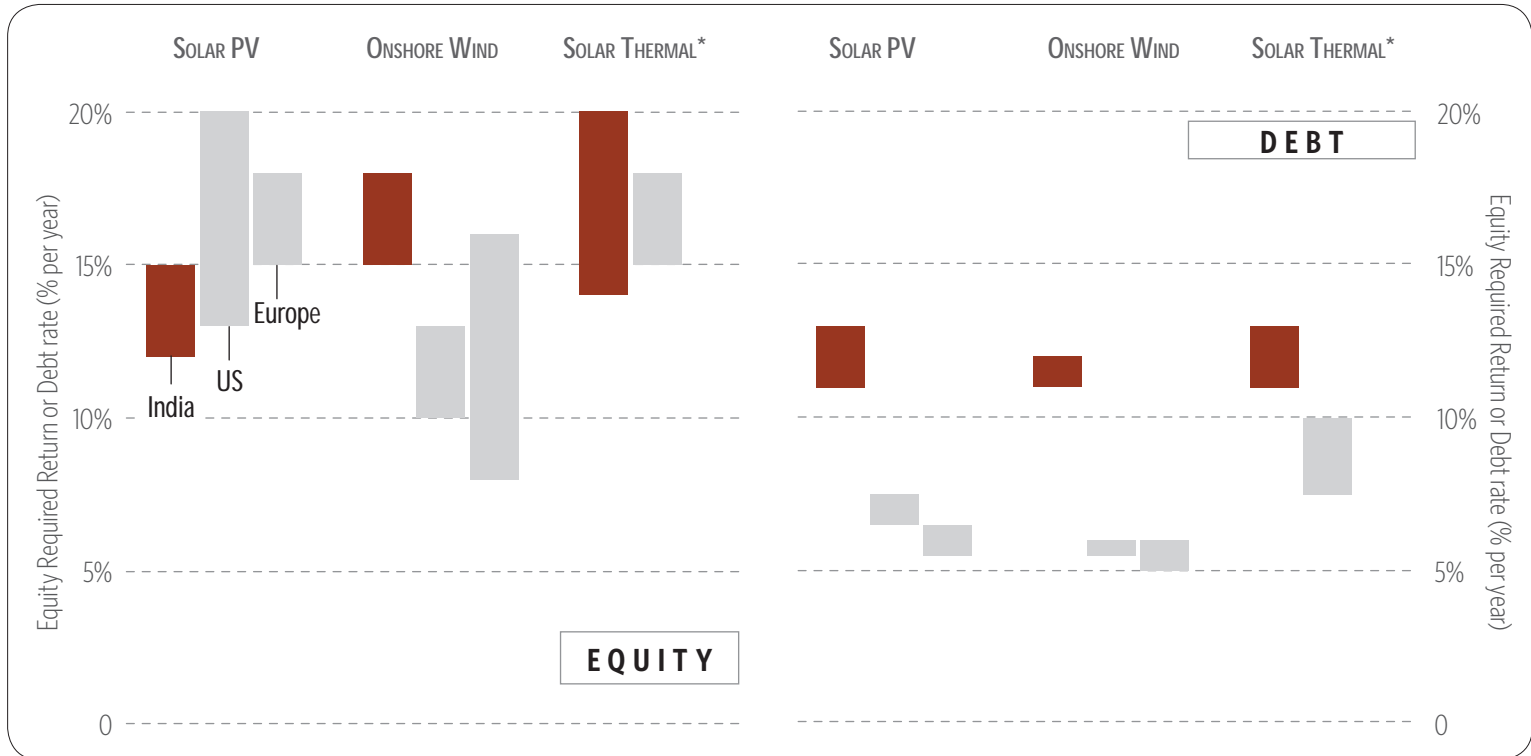 SOLAR PV
ONSHORE WIND
SOLAR THERMAL*
SOLAR PV
ONSHORE WIND
SOLAR THERMAL*
Equity Required Return or Debt rate (% per year)
20%
15%
10%
5%
0
India
US
Europe
EQUITY
DEBT
20%
15%
10%
5%
0
Equity Required Return or Debt rate (% per year)